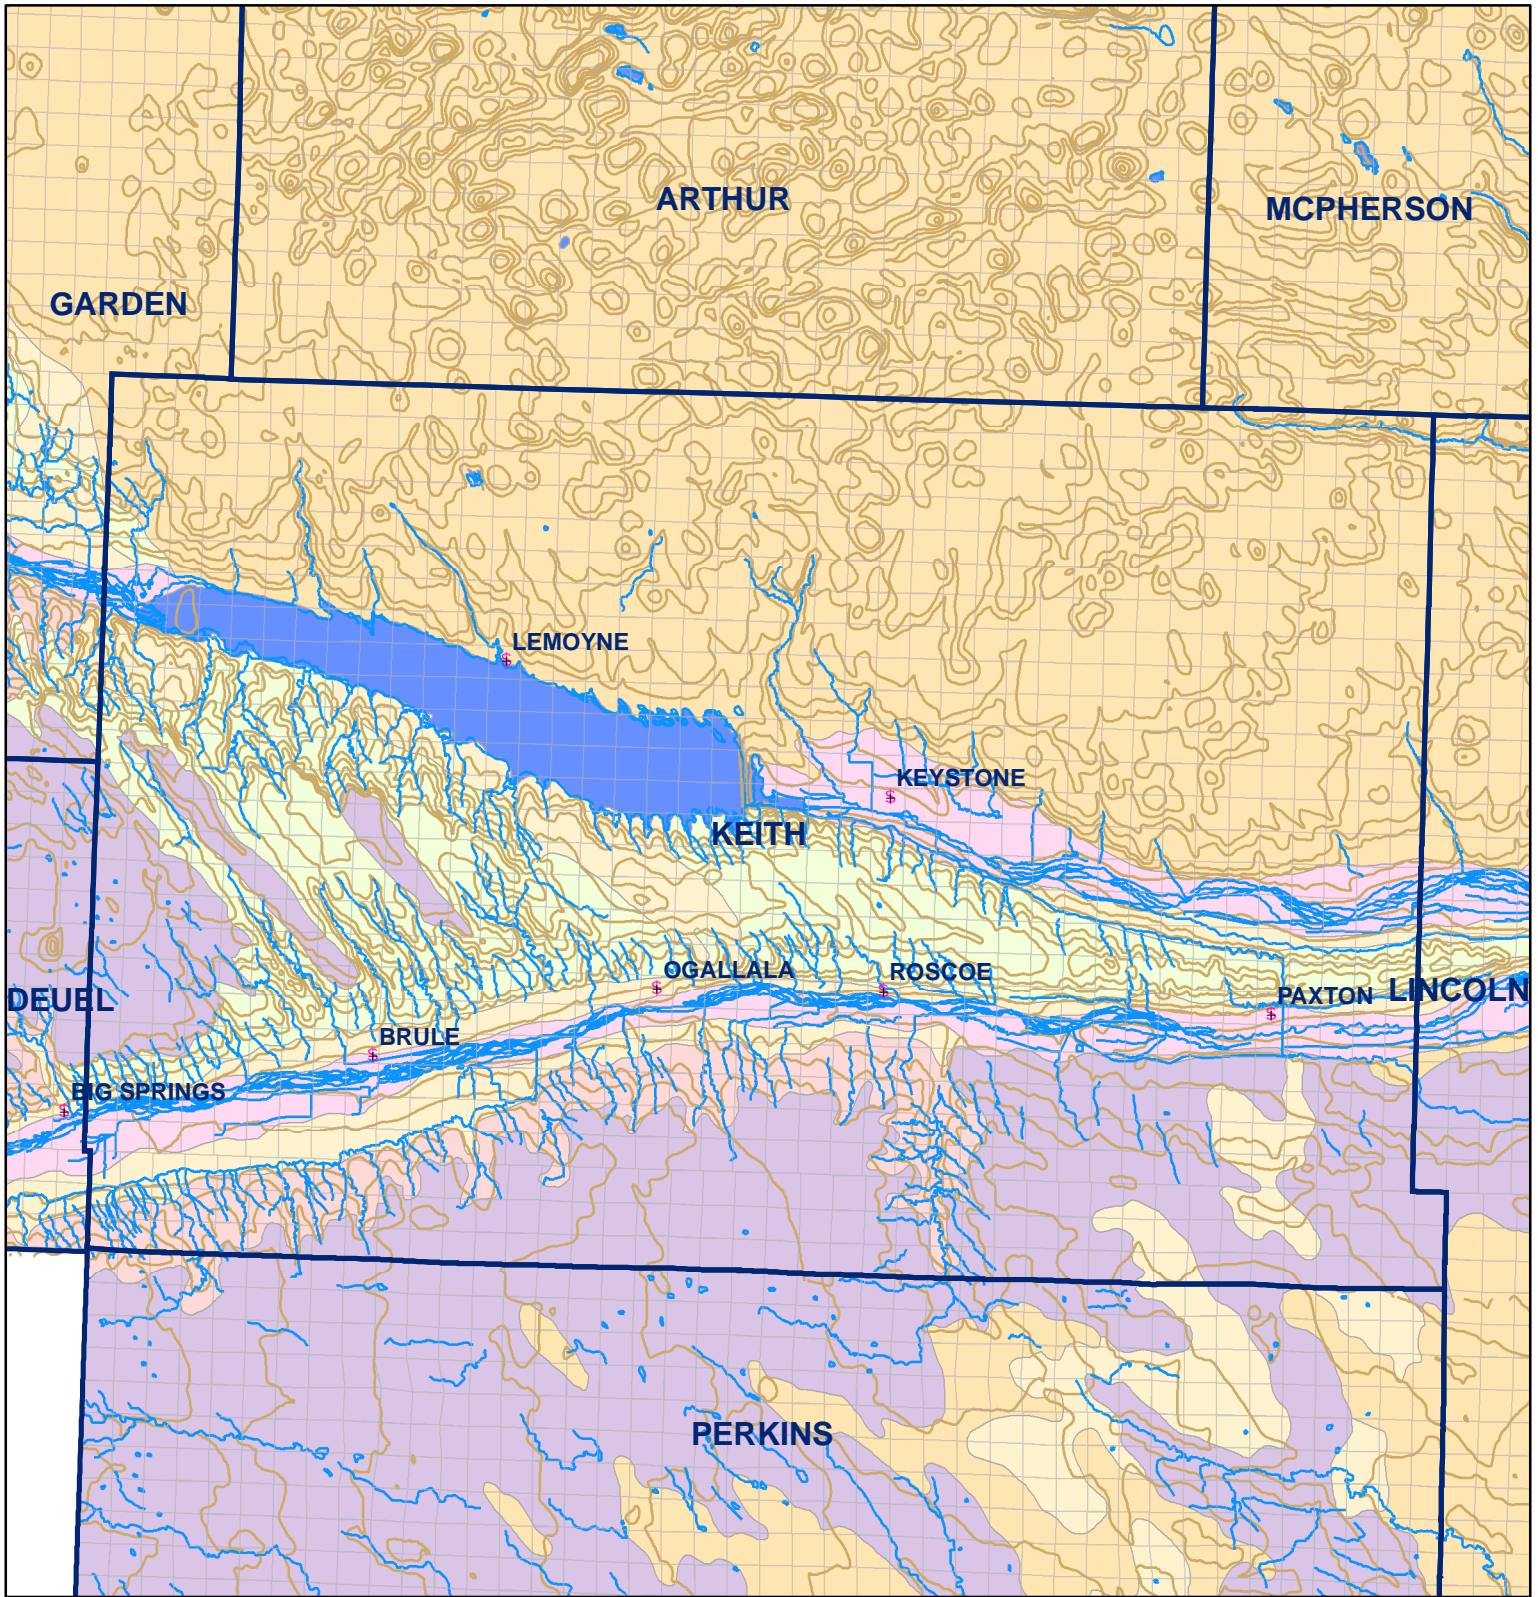 ARTHUR
MCPHERSON
GARDEN
LEMOYNE
KEYSTONE
KEITH
OGALLALA
ROSCOE
DEUEL
PAXTON
LINCOLN
BRULE
BIG SPRINGS
PERKINS